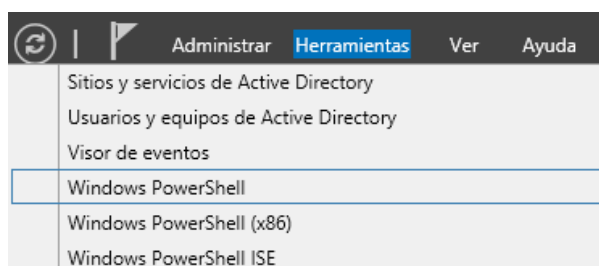 Administrar Herramientas Ver Ayuda
Sitios y servicios de Active Directory
Usuarios y equipos de Active Directory
Visor de eventos
Windows PowerShell
Windows PowerShell (x86)
Windows PowerShell ISE